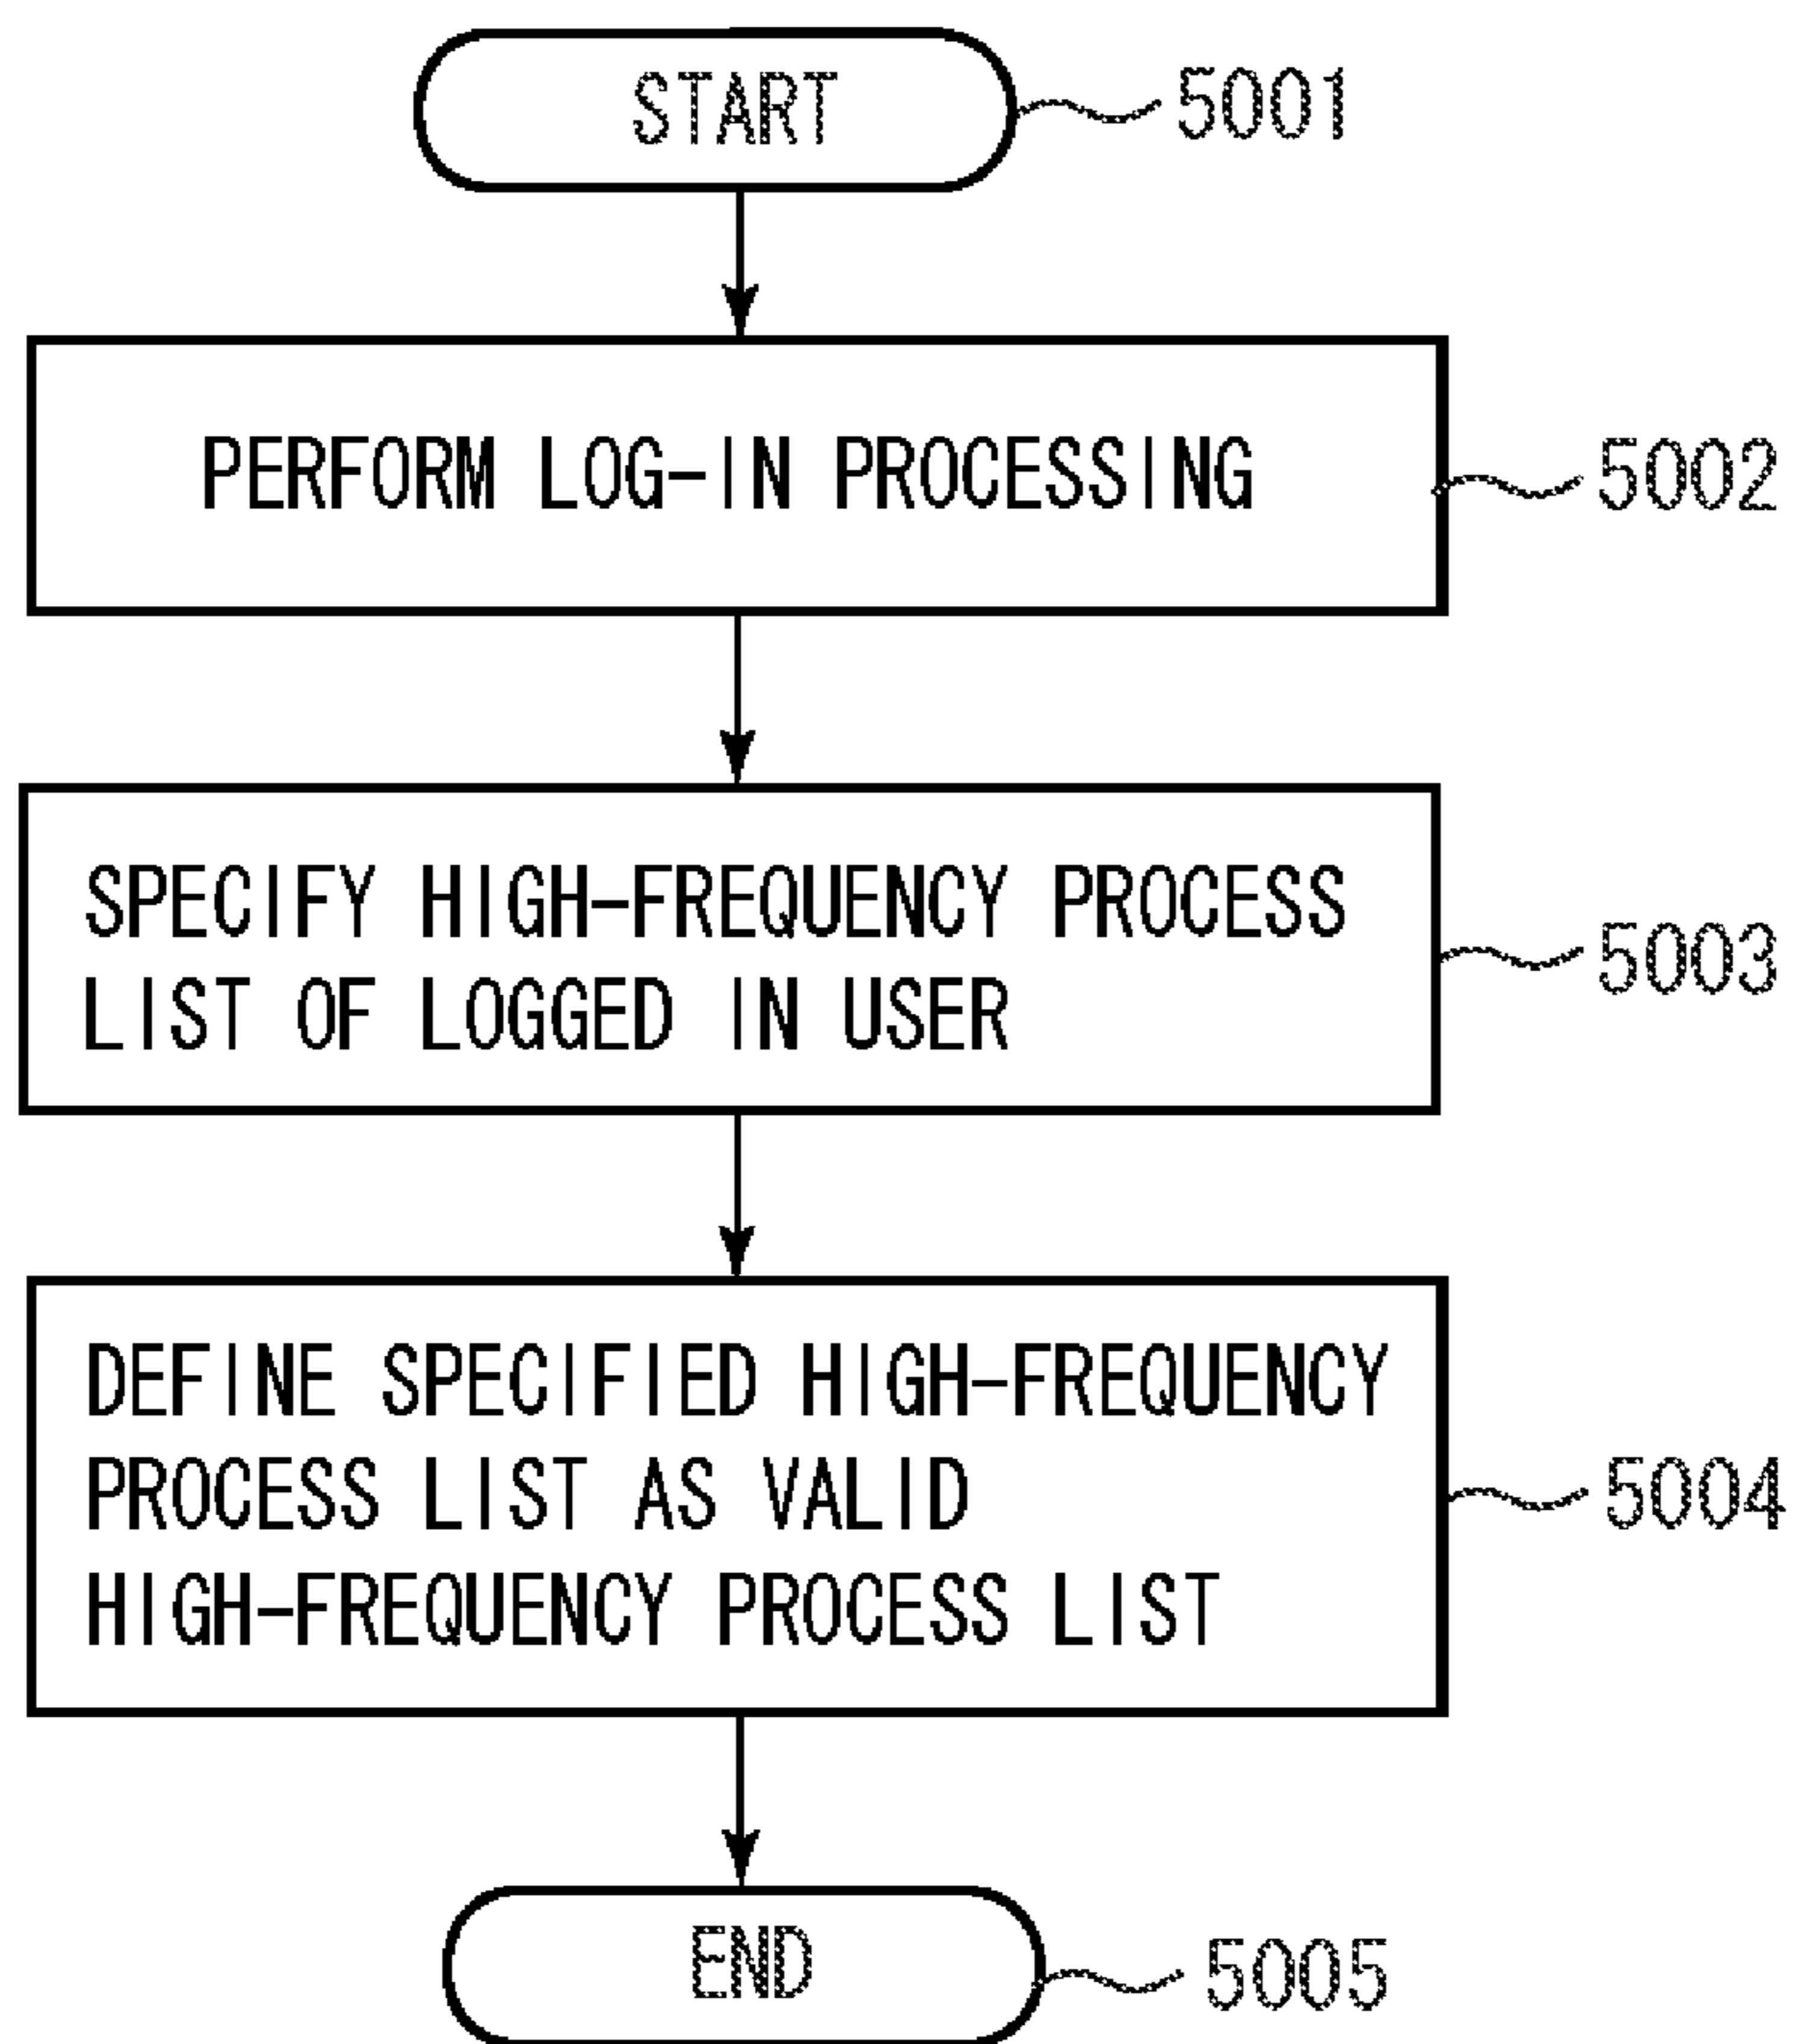 START
5001
PERFORM LOG-IN PROCESSING
5002
SPECIFY HIGH-FREQUENCY PROCESS
LIST OF LOGGED IN USER
5003
DEFINE SPECIFIED HIGH-FREQUENCY
PROCESS LIST AS VALID
HIGH-FREQUENCY PROCESS LIST
5004
END
5005